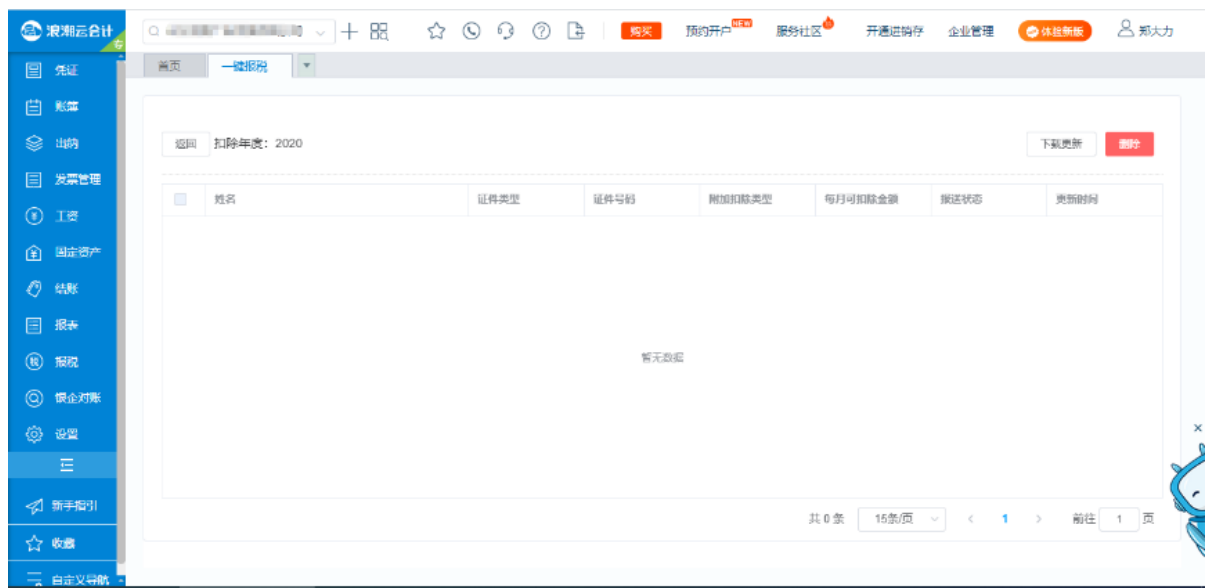 浪潮云会计
存
购买
预约开户
NEW
服务社区
开通进销存
企业管理
体验新版
郑大力
首页
一键报税
凭证
账簿
出纳
发票管理
工资
固定资产
结账
报表
报税
银企对账
设置
新手指引
收藏
自定义导航
返回
扣除年度：2020
下载更新
删除
姓名
证件类型
证件号码
附加扣除类型
每月可扣除金额
报送状态
更新时间
暂无数据
共 0 条
15条/页
1
前往 1 页